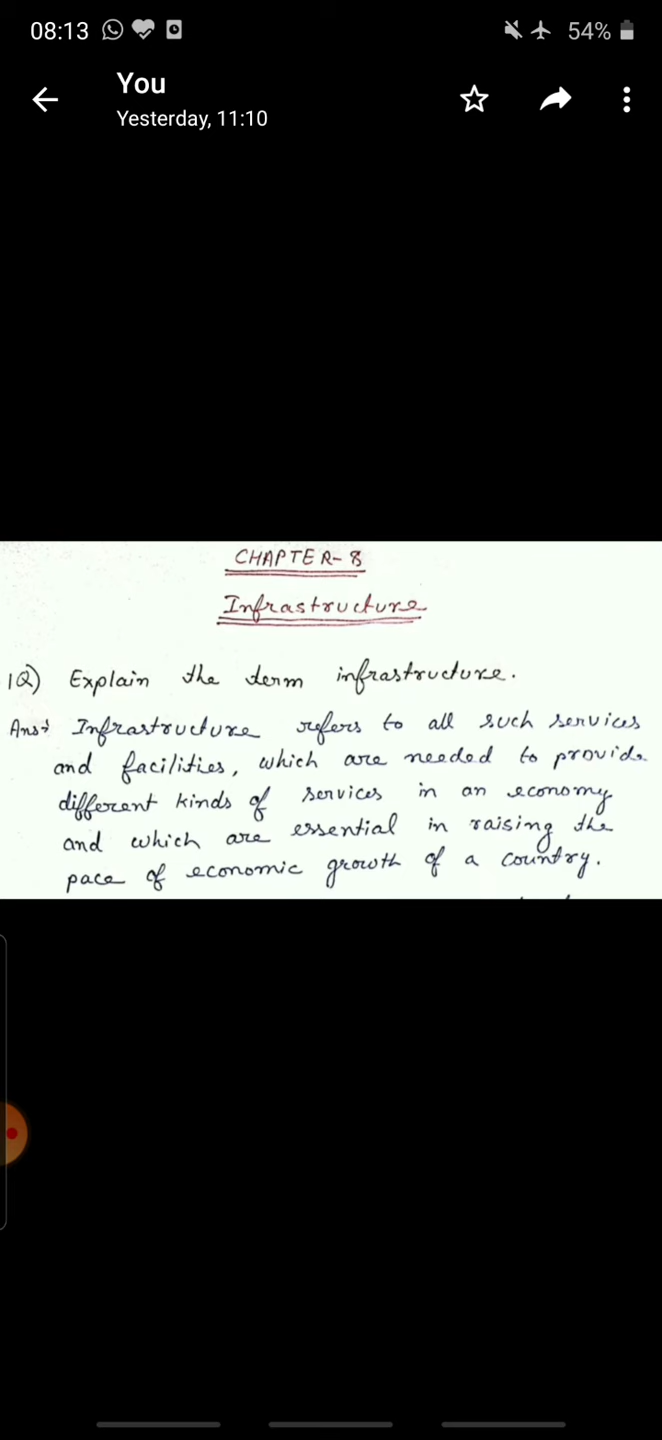 08:13 54%
You
Yesterday, 11:10
CHAPTER-8
Infrastructure
1Q) Explain the term infrastructure.
Ans→ Infrastructure refers to all such services
and facilities, which are needed to provide
different kinds of services in an economy
and which are essential in raising the
pace of economic growth of a country.